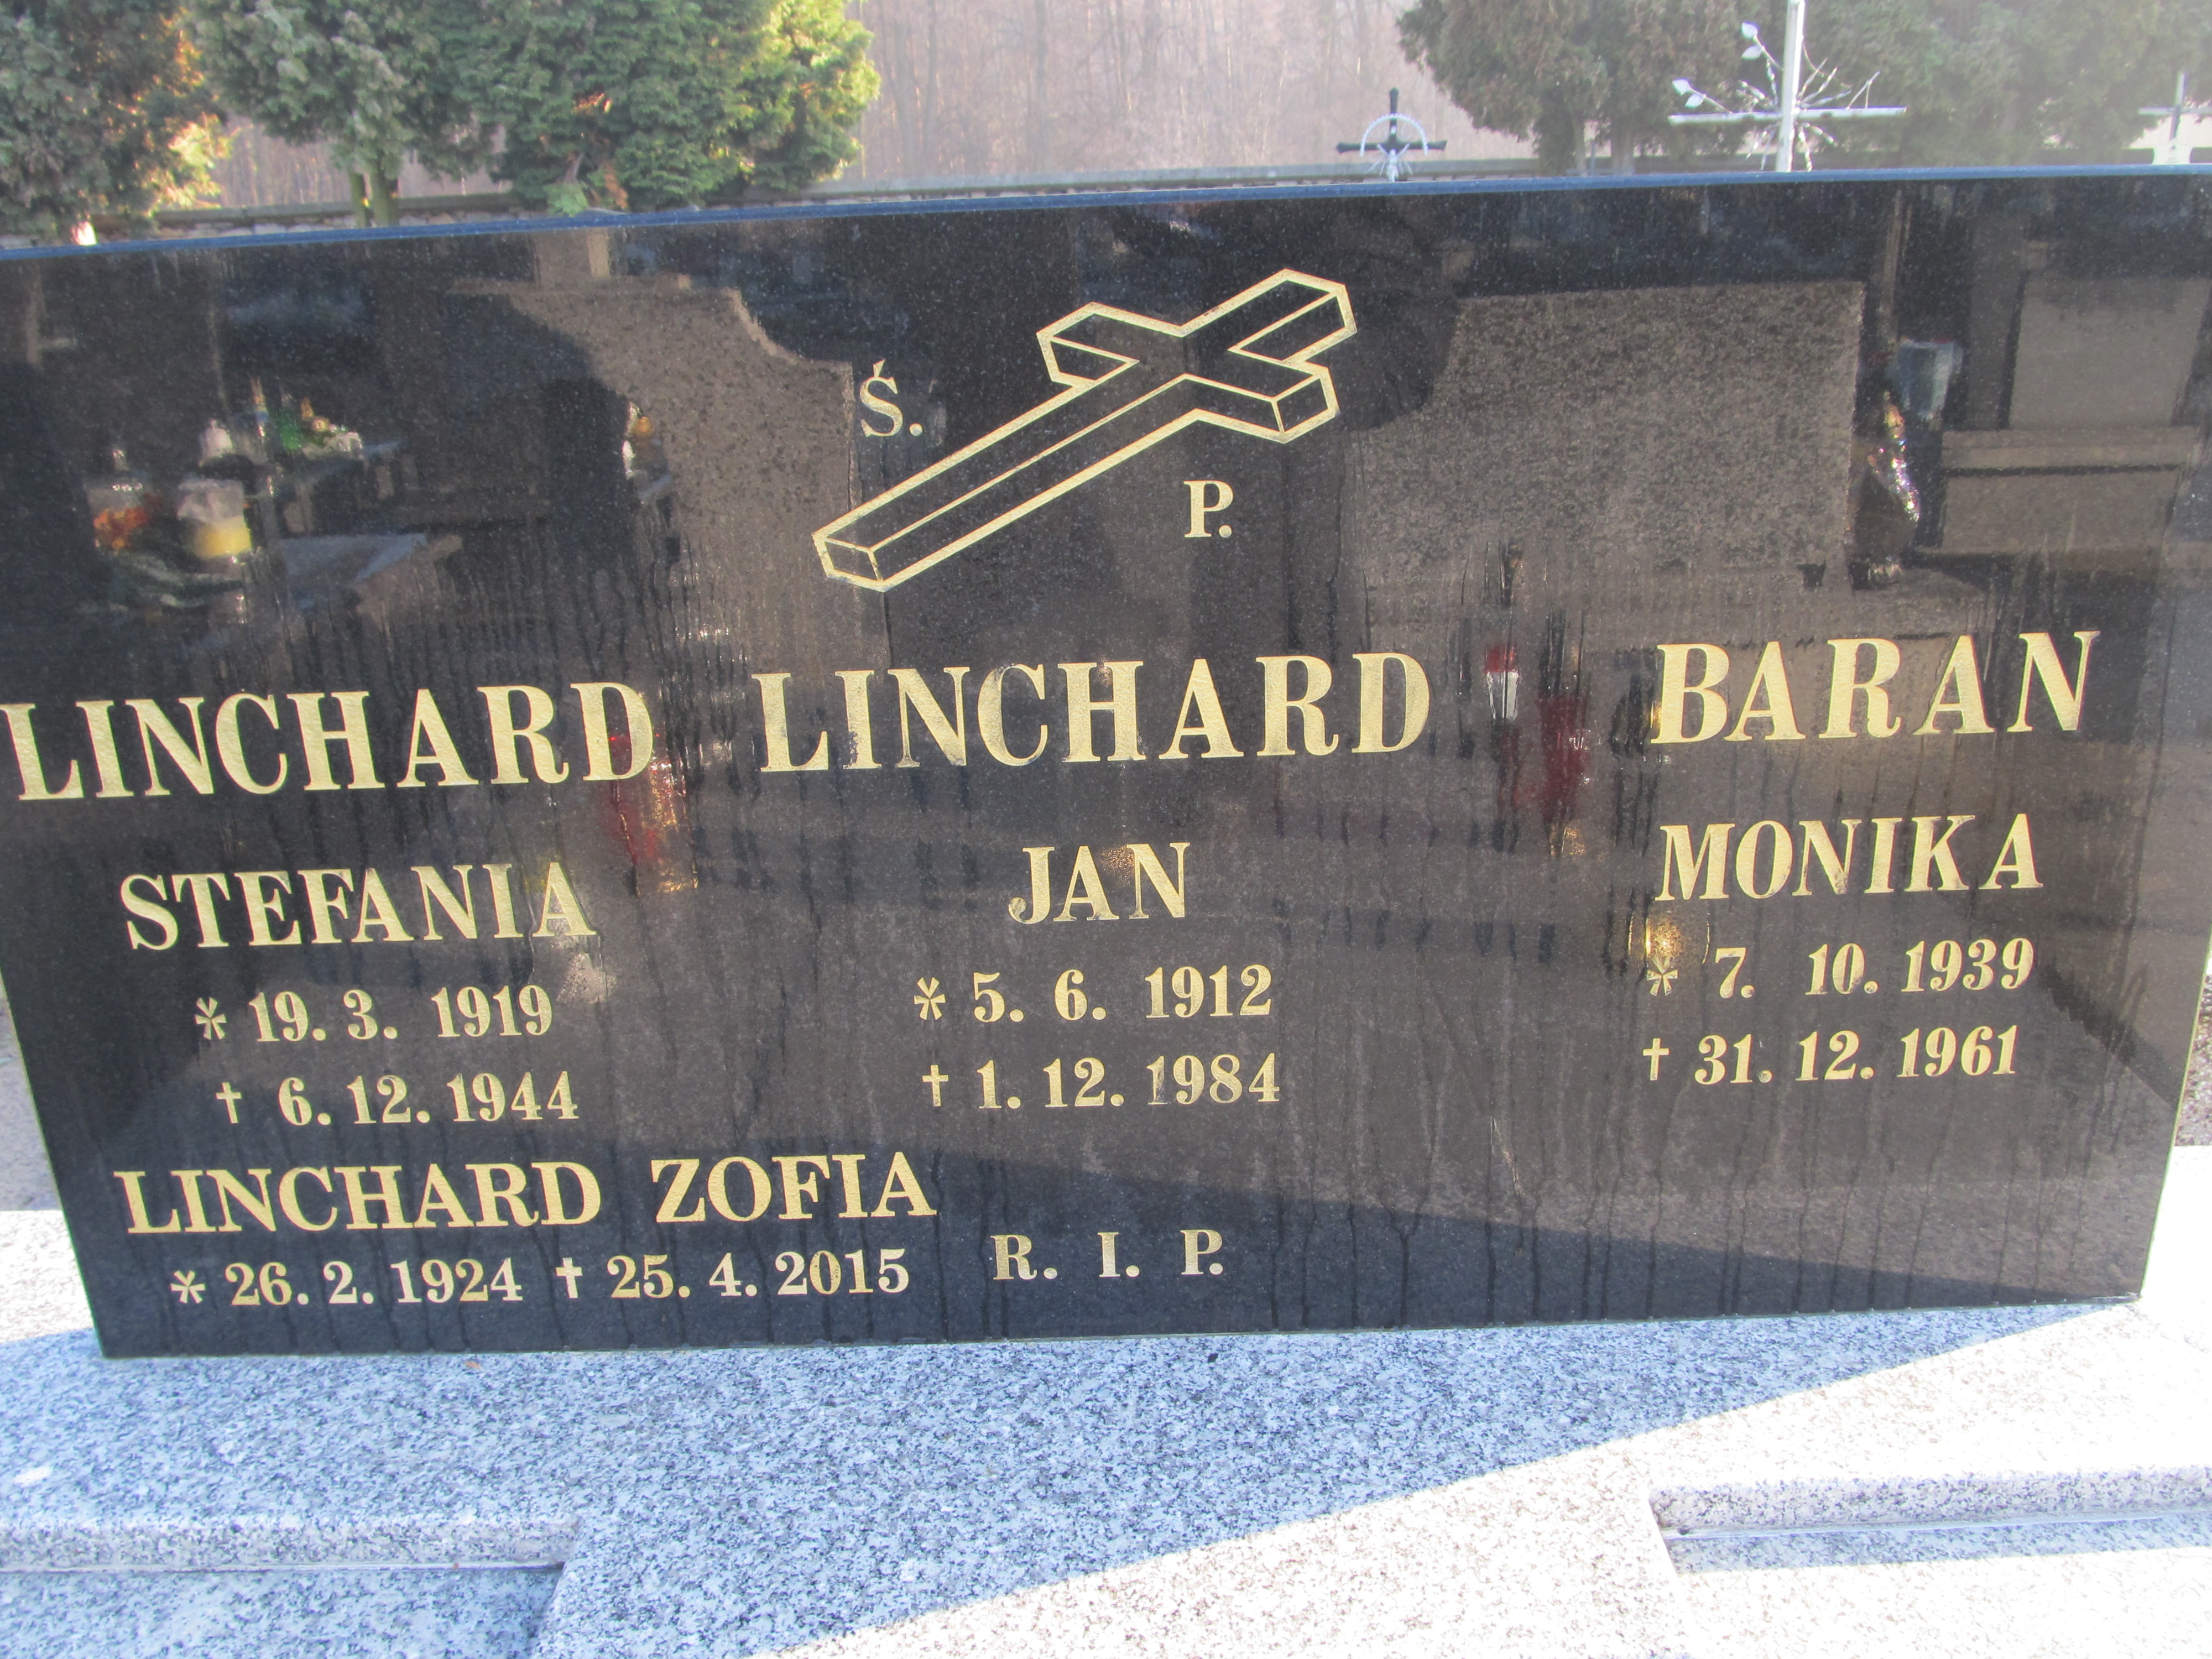 Ś.
P.
LINCHARD
STEFANIA
* 19. 3. 1919
† 6. 12. 1944
LINCHARD
JAN
* 5. 6. 1912
† 1. 12. 1984
BARAN
MONIKA
* 7. 10. 1939
† 31. 12. 1961
LINCHARD ZOFIA
* 26. 2. 1924 † 25. 4. 2015
R. I. P.